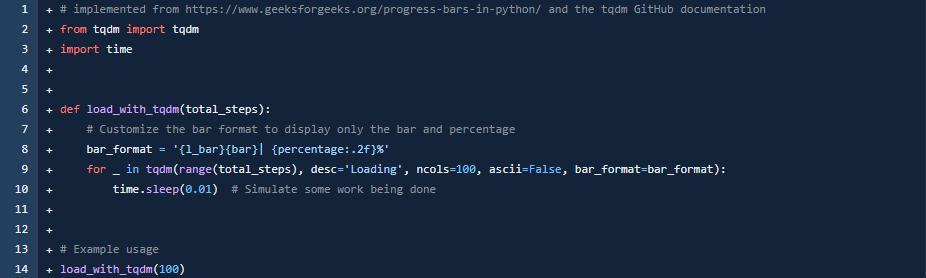 1 + # implemented from https://www.geeksforgeeks.org/progress-bars-in-python/ and the tqdm GitHub documentation
2 + from tqdm import tqdm
3 + import time
4 +
5 +
6 + def load_with_tqdm(total_steps):
7 +     # Customize the bar format to display only the bar and percentage
8 +     bar_format = '{l_bar}{bar}| {percentage:.2f}%'
9 +     for _ in tqdm(range(total_steps), desc='Loading', ncols=100, ascii=False, bar_format=bar_format):
10 +         time.sleep(0.01)  # Simulate some work being done
11 +
12 +
13 + # Example usage
14 + load_with_tqdm(100)